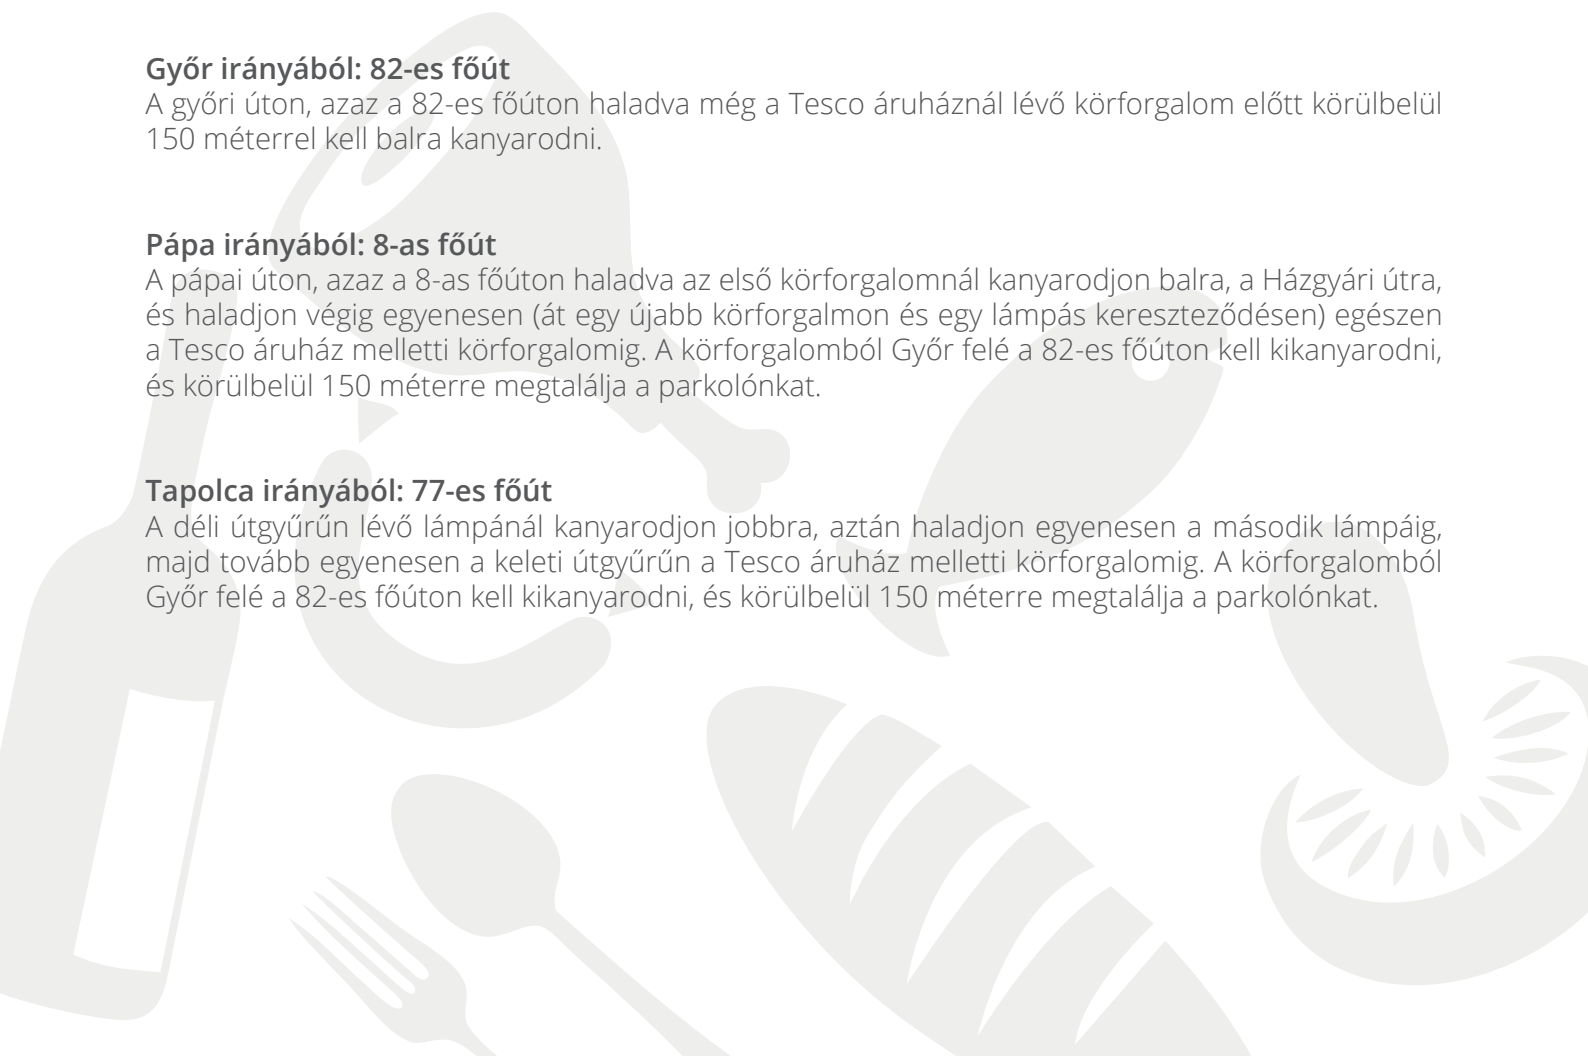 Győr irányából: 82-es főút
A győri úton, azaz a 82-es főúton haladva még a Tesco áruháznál lévő körforgalom előtt körülbelül
150 méterrel kell balra kanyarodni.
Pápa irányából: 8-as főút
A pápai úton, azaz a 8-as főúton haladva az első körforgalomnál kanyarodjon balra, a Házgyári útra,
és haladjon végig egyenesen (át egy újabb körforgalmon és egy lámpás kereszteződésen) egészen
a Tesco áruház melletti körforgalomig. A körforgalomból Győr felé a 82-es főúton kell kikanyarodni,
és körülbelül 150 méterre megtalálja a parkolónkat.
Tapolca irányából: 77-es főút
A déli útgyűrűn lévő lámpánál kanyarodjon jobbra, aztán haladjon egyenesen a második lámpáig,
majd tovább egyenesen a keleti útgyűrűn a Tesco áruház melletti körforgalomig. A körforgalomból
Győr felé a 82-es főúton kell kikanyarodni, és körülbelül 150 méterre megtalálja a parkolónkat.